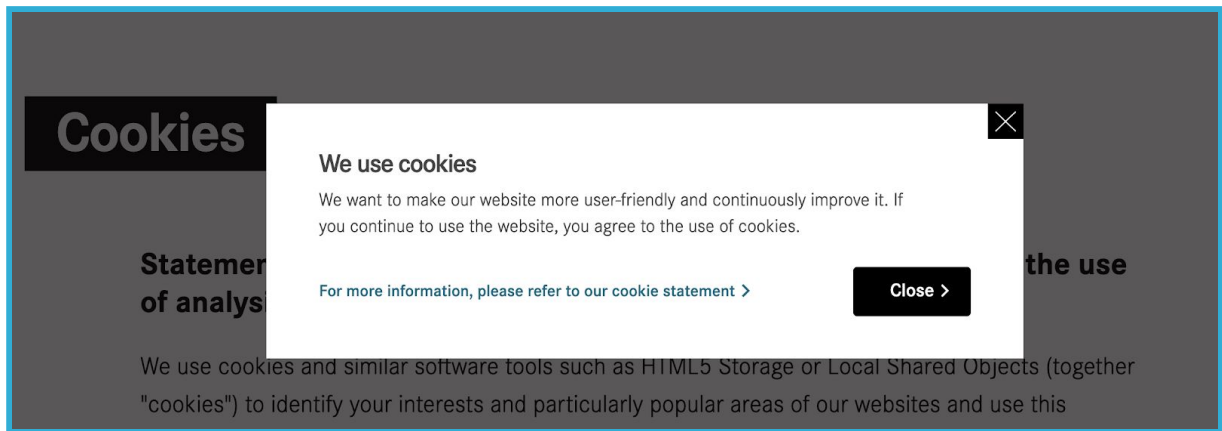 Cookies
We use cookies
We want to make our website more user-friendly and continuously improve it. If
you continue to use the website, you agree to the use of cookies.
For more information, please refer to our cookie statement >
Close >
the use
of
We use cookies and similar software tools such as HTML5 Storage or Local Shared Objects (together
"cookies") to identify your interests and particularly popular areas of our websites and use this